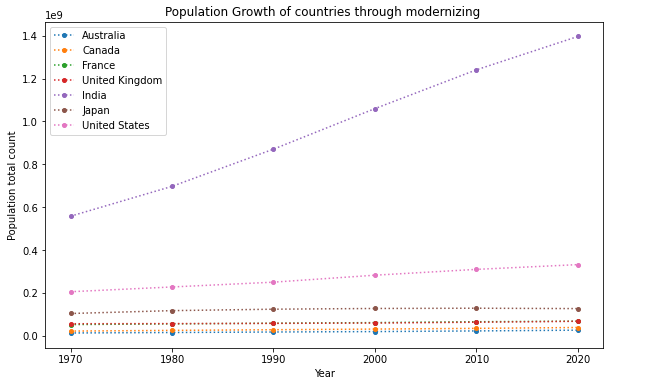 Population Growth of countries through modernizing
1e9
Australia
Canada
France
United Kingdom
India
Japan
United States
1.4
1.2
1.0
0.8
0.6
0.4
0.2
0.0
Population total count
1970 1980 1990 2000 2010 2020
Year